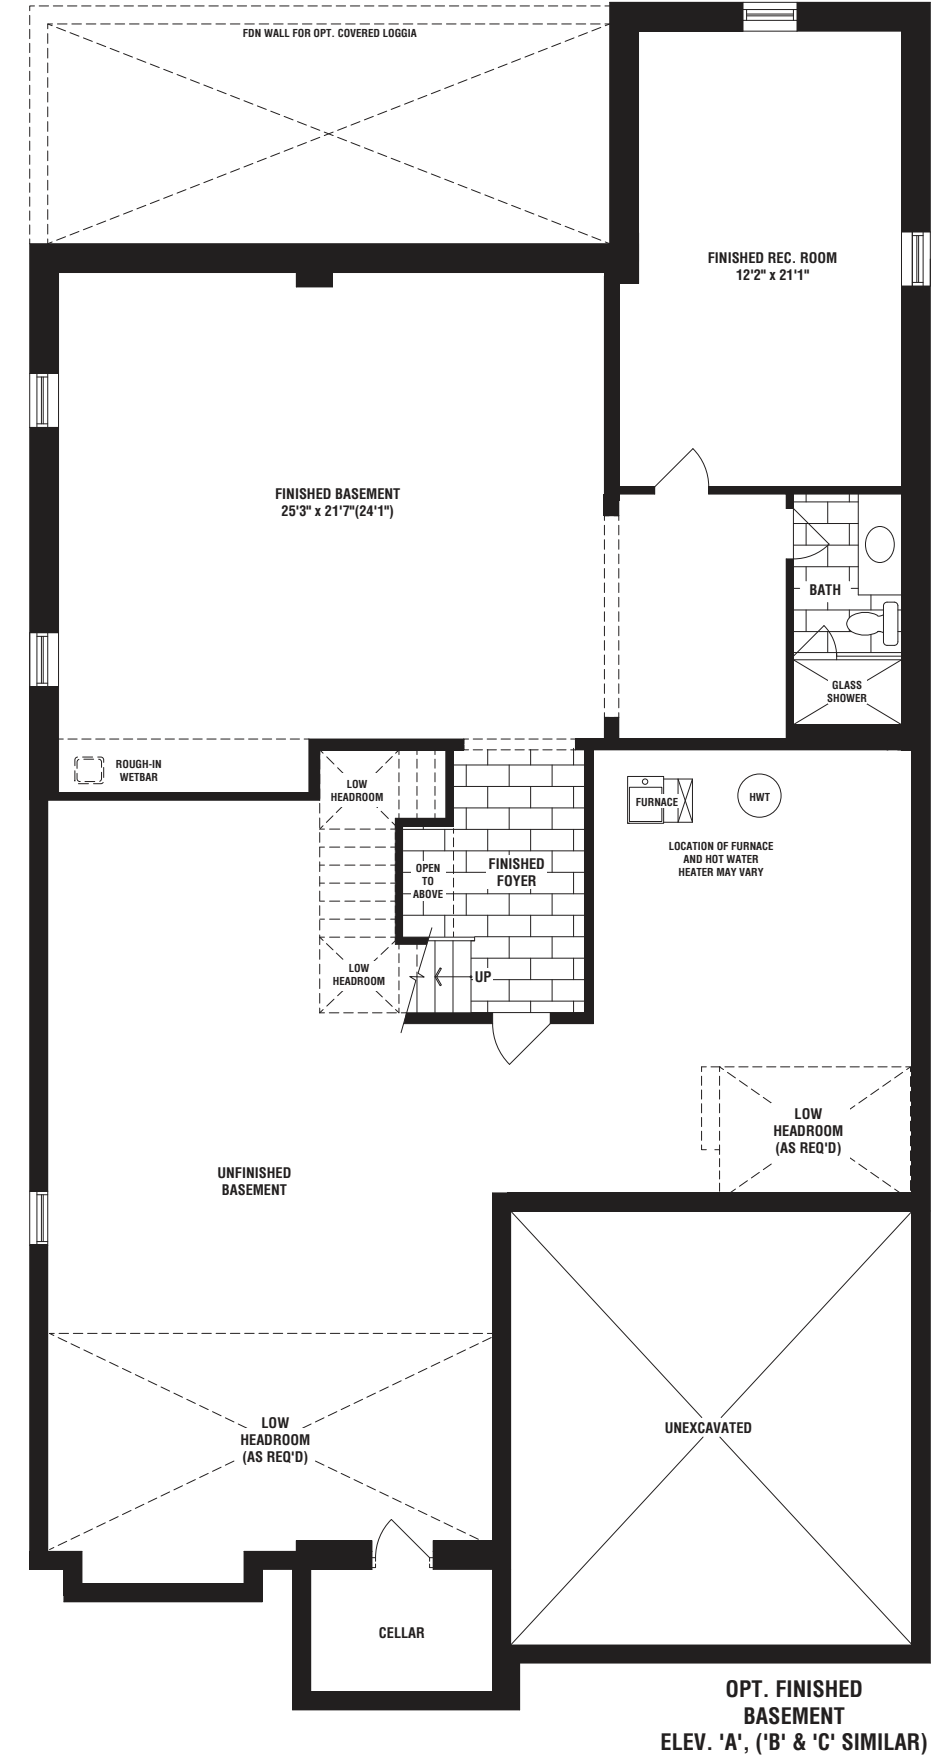 FDN WALL FOR OPT. COVERED LOGGIA
FINISHED REC. ROOM
12'2" x 21'1"
FINISHED BASEMENT
25'3" x 21'7"(24'1")
BATH
GLASS
SHOWER
ROUGH-IN
WETBAR
LOW
HEADROOM
OPEN
TO
ABOVE
FINISHED
FOYER
FURNACE
HWT
LOCATION OF FURNACE
AND HOT WATER
HEATER MAY VARY
LOW
HEADROOM
UP
LOW
HEADROOM
(AS REQ'D)
UNFINISHED
BASEMENT
LOW
HEADROOM
(AS REQ'D)
UNEXCAVATED
CELLAR
OPT. FINISHED
BASEMENT
ELEV. 'A', ('B' & 'C' SIMILAR)